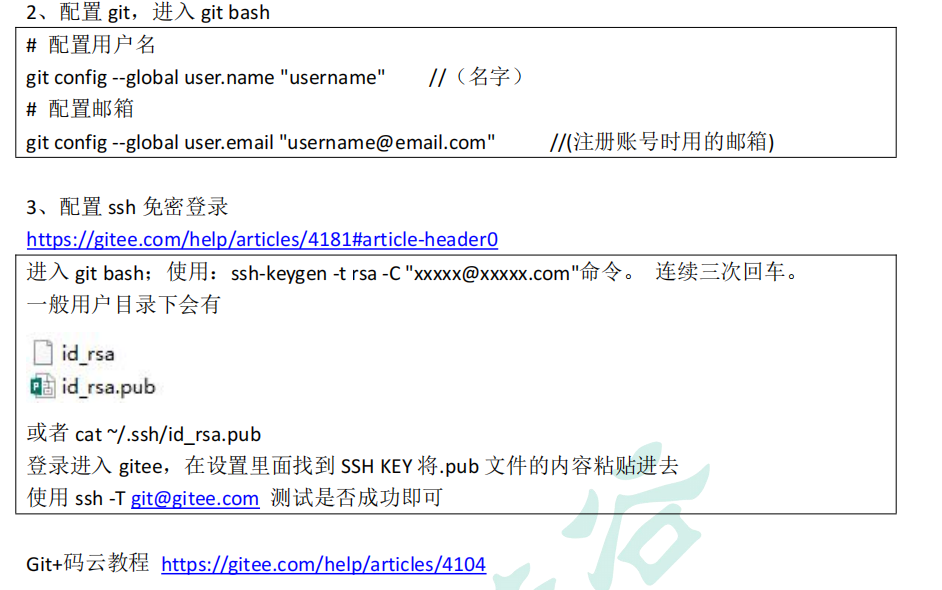 2、配置 git，进入 git bash
# 配置用户名
git config --global user.name "username" //（名字）
# 配置邮箱
git config --global user.email "username@email.com" //(注册账号时用的邮箱)
3、配置 ssh 免密登录
https://gitee.com/help/articles/4181#article-header0
进入 git bash；使用：ssh-keygen -t rsa -C "xxxxx@xxxxx.com"命令。 连续三次回车。
一般用户目录下会有
id_rsa
id_rsa.pub
或者 cat ~/.ssh/id_rsa.pub
登录进入 gitee，在设置里面找到 SSH KEY 将.pub 文件的内容粘贴进去
使用 ssh -T git@gitee.com 测试是否成功即可
Git+码云教程 https://gitee.com/help/articles/4104